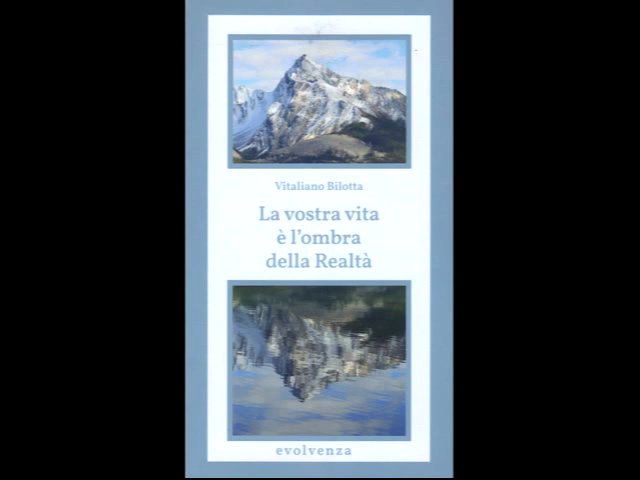 Vitaliano Bilotta
La vostra vita
è l'ombra
della Realtà
evolvenza